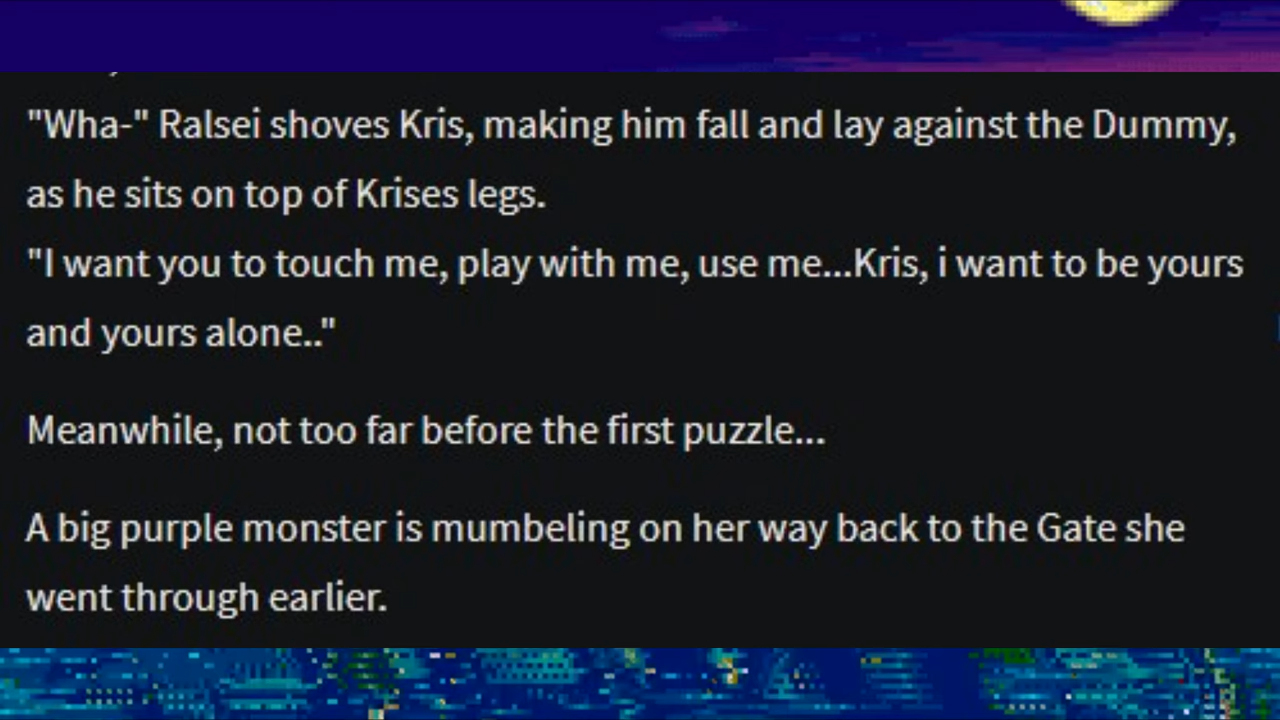 "Wha-" Ralsei shoves Kris, making him fall and lay against the Dummy,
as he sits on top of Krises legs.
"I want you to touch me, play with me, use me...Kris, i want to be yours
and yours alone.."
Meanwhile, not too far before the first puzzle...
A big purple monster is mumbeling on her way back to the Gate she
went through earlier.